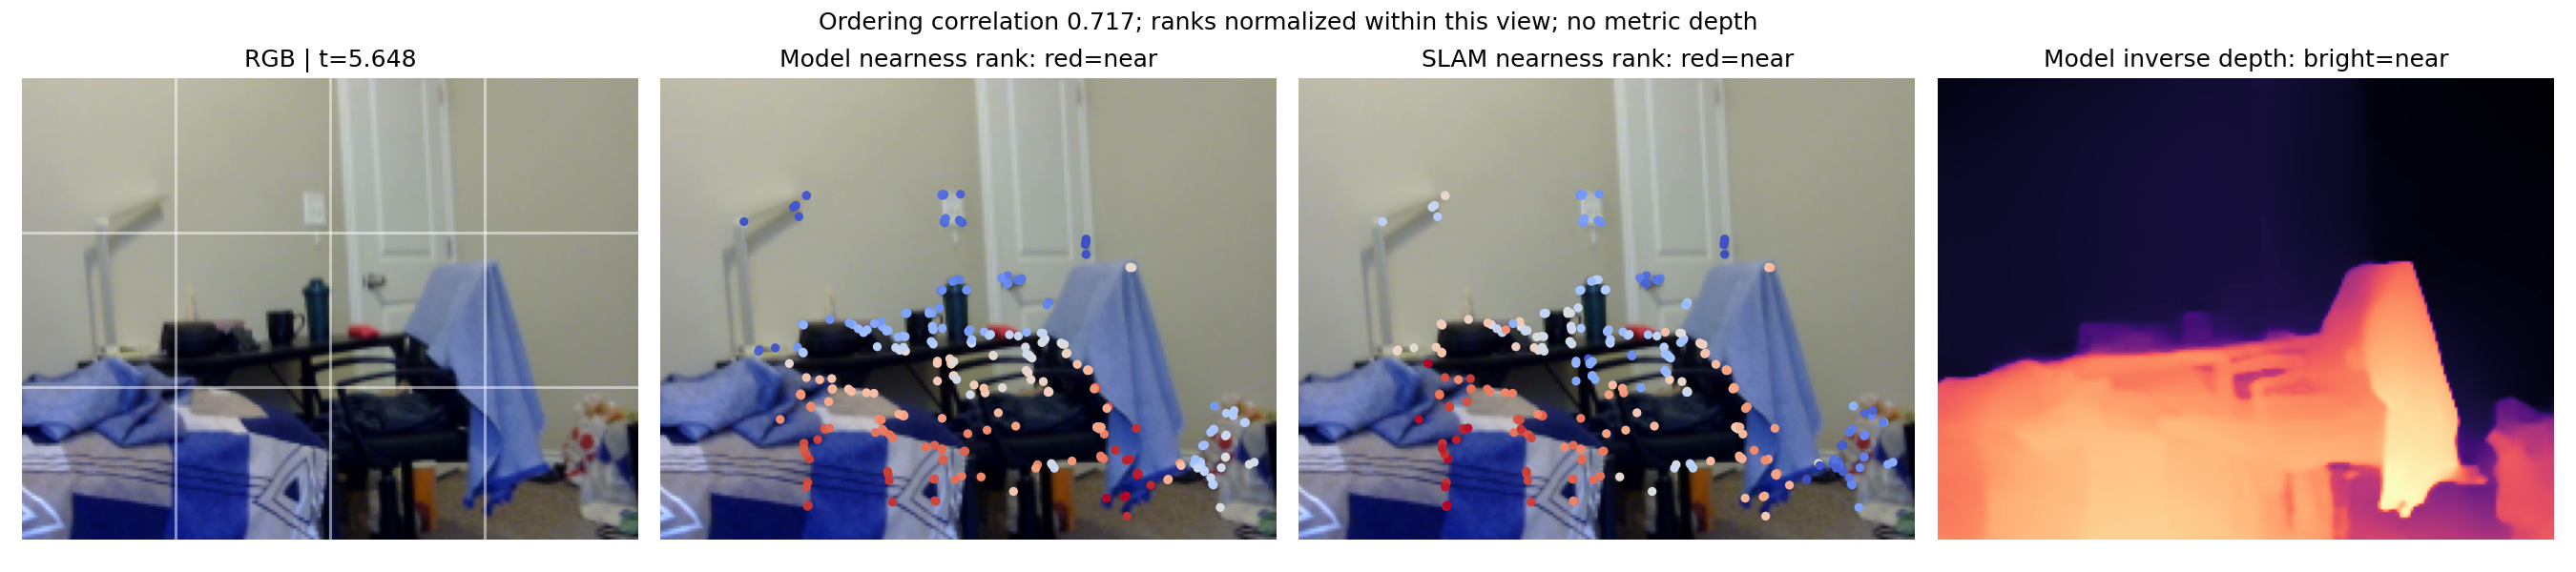 Ordering correlation 0.717; ranks normalized within this view; no metric depth
RGB | t=5.648
Model nearness rank: red=near
SLAM nearness rank: red=near
Model inverse depth: bright=near